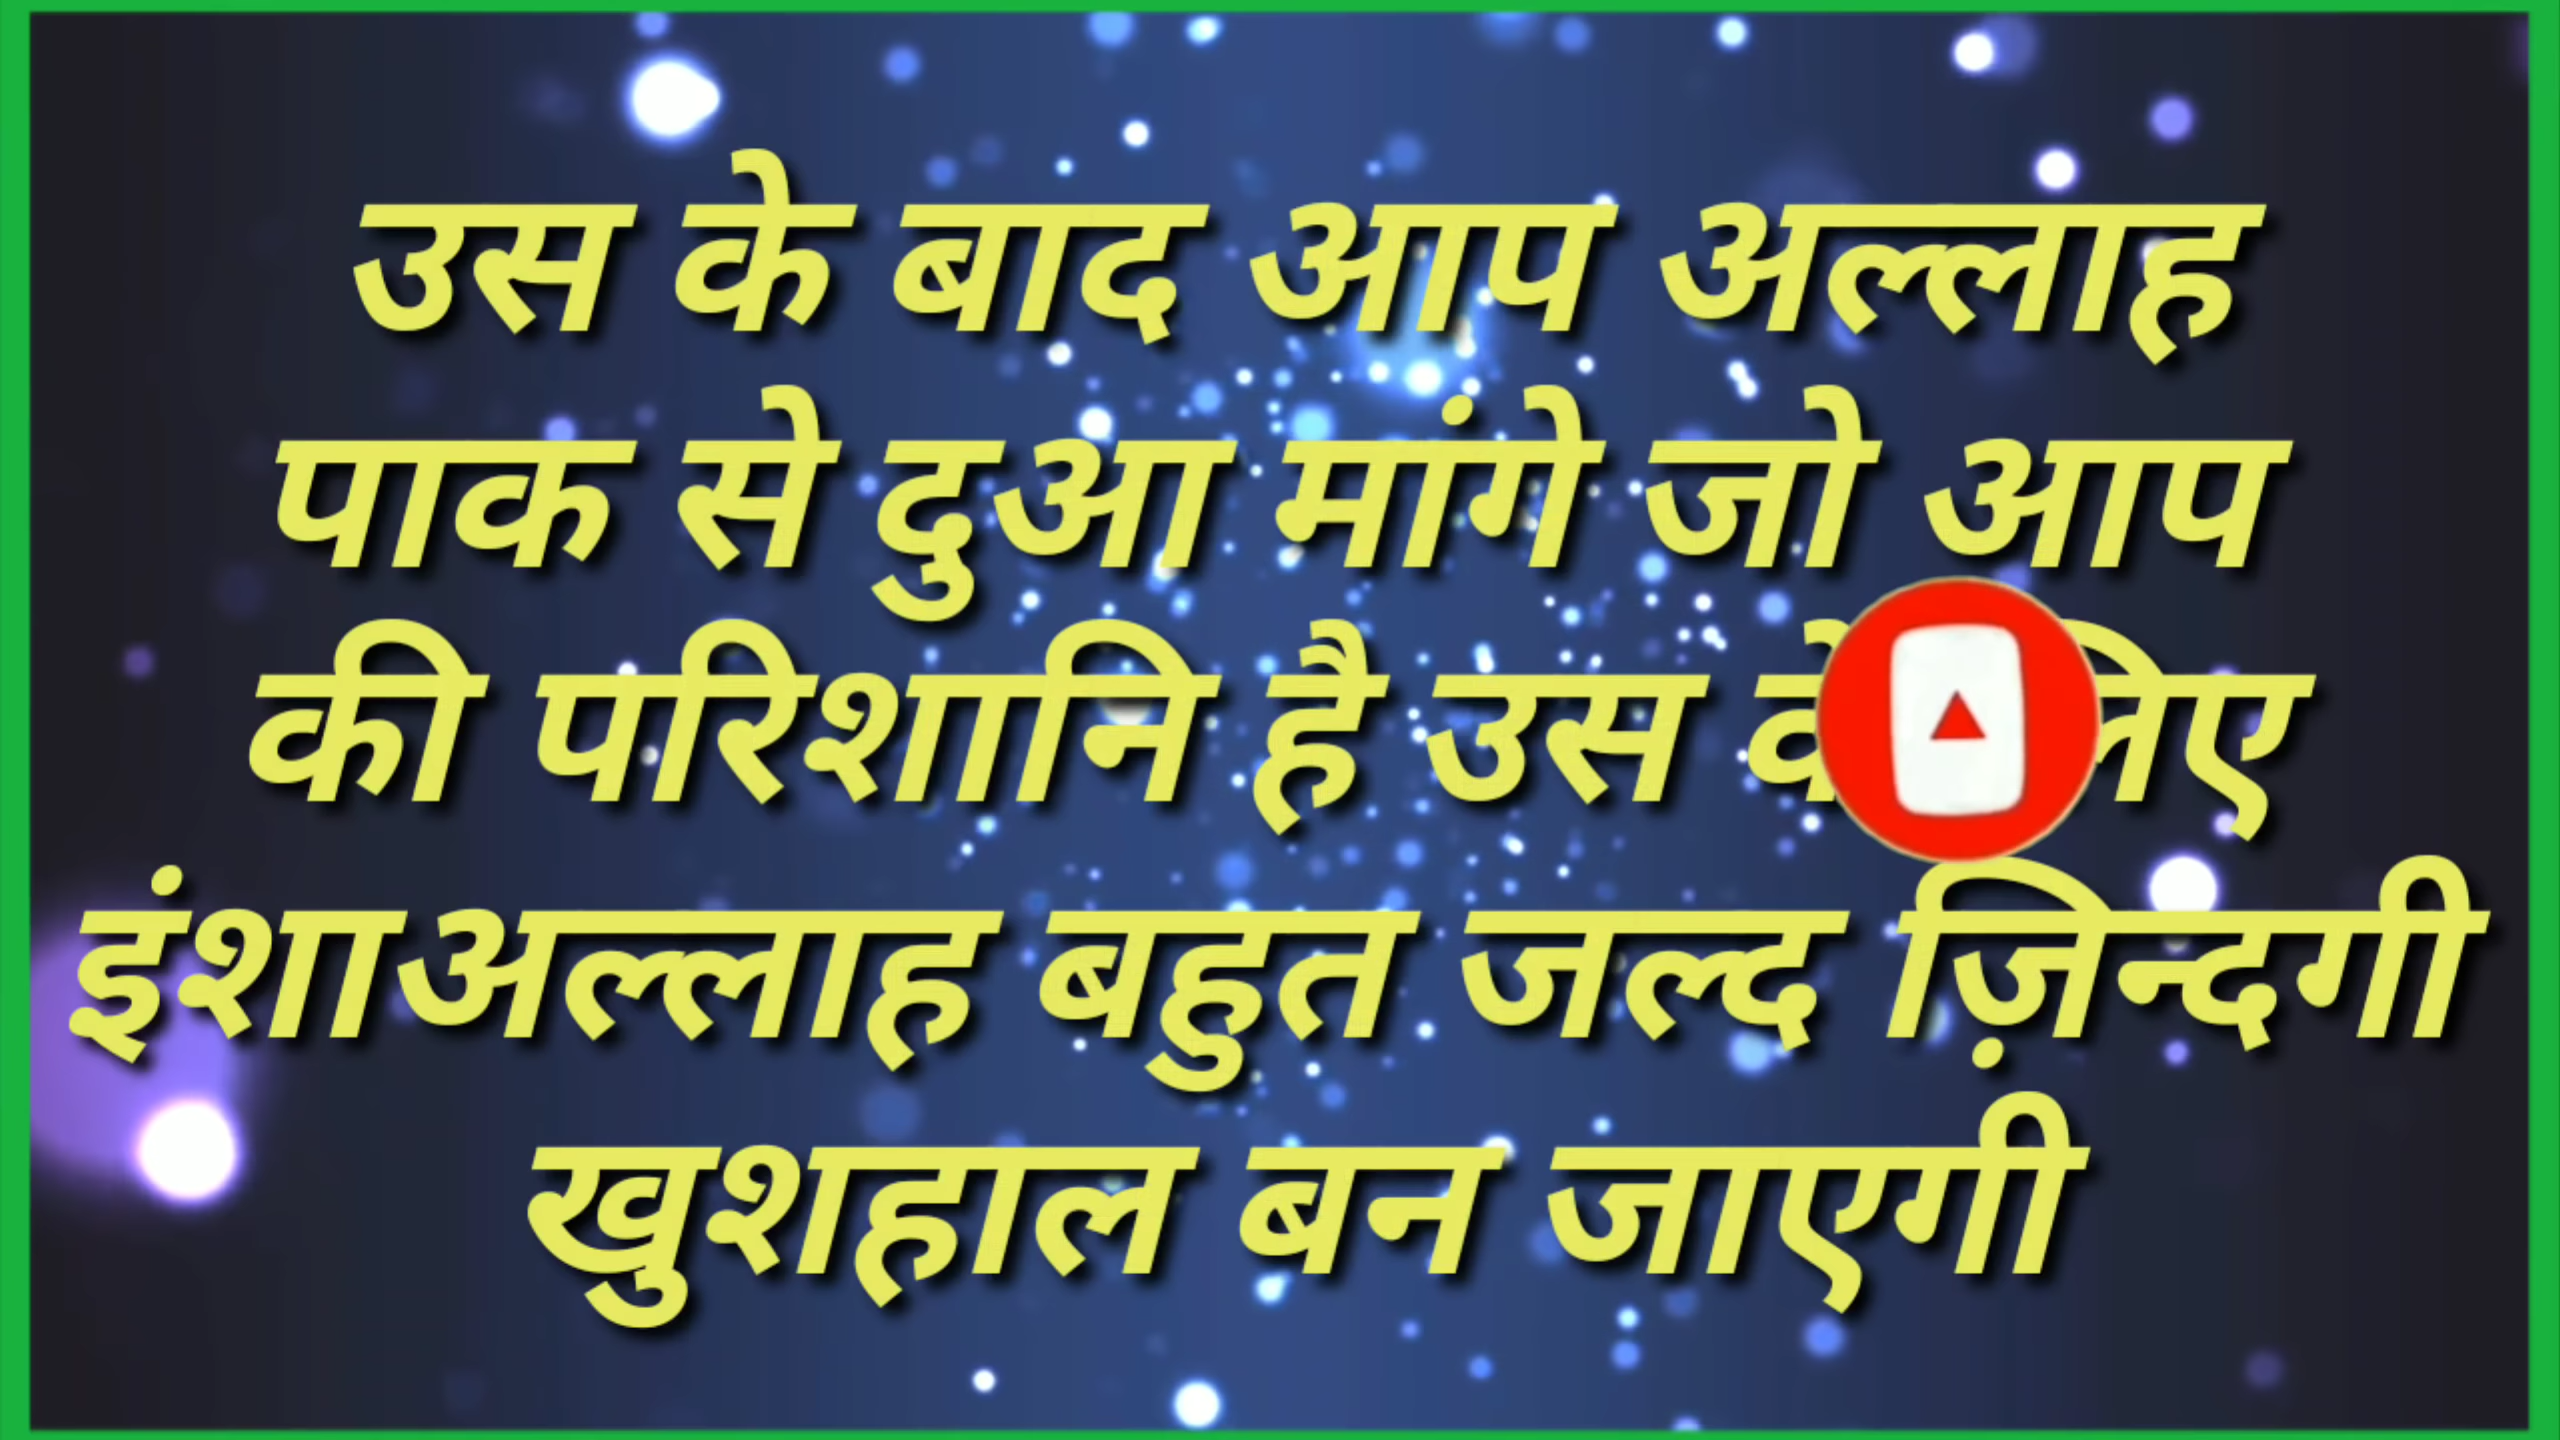 उस के बाद आप अल्लाह
पाक से दुआ मांगे जो आप
की परिशानि है उस के लिए
इंशाअल्लाह बहुत जल्द ज़िन्दगी
खुशहाल बन जाएगी